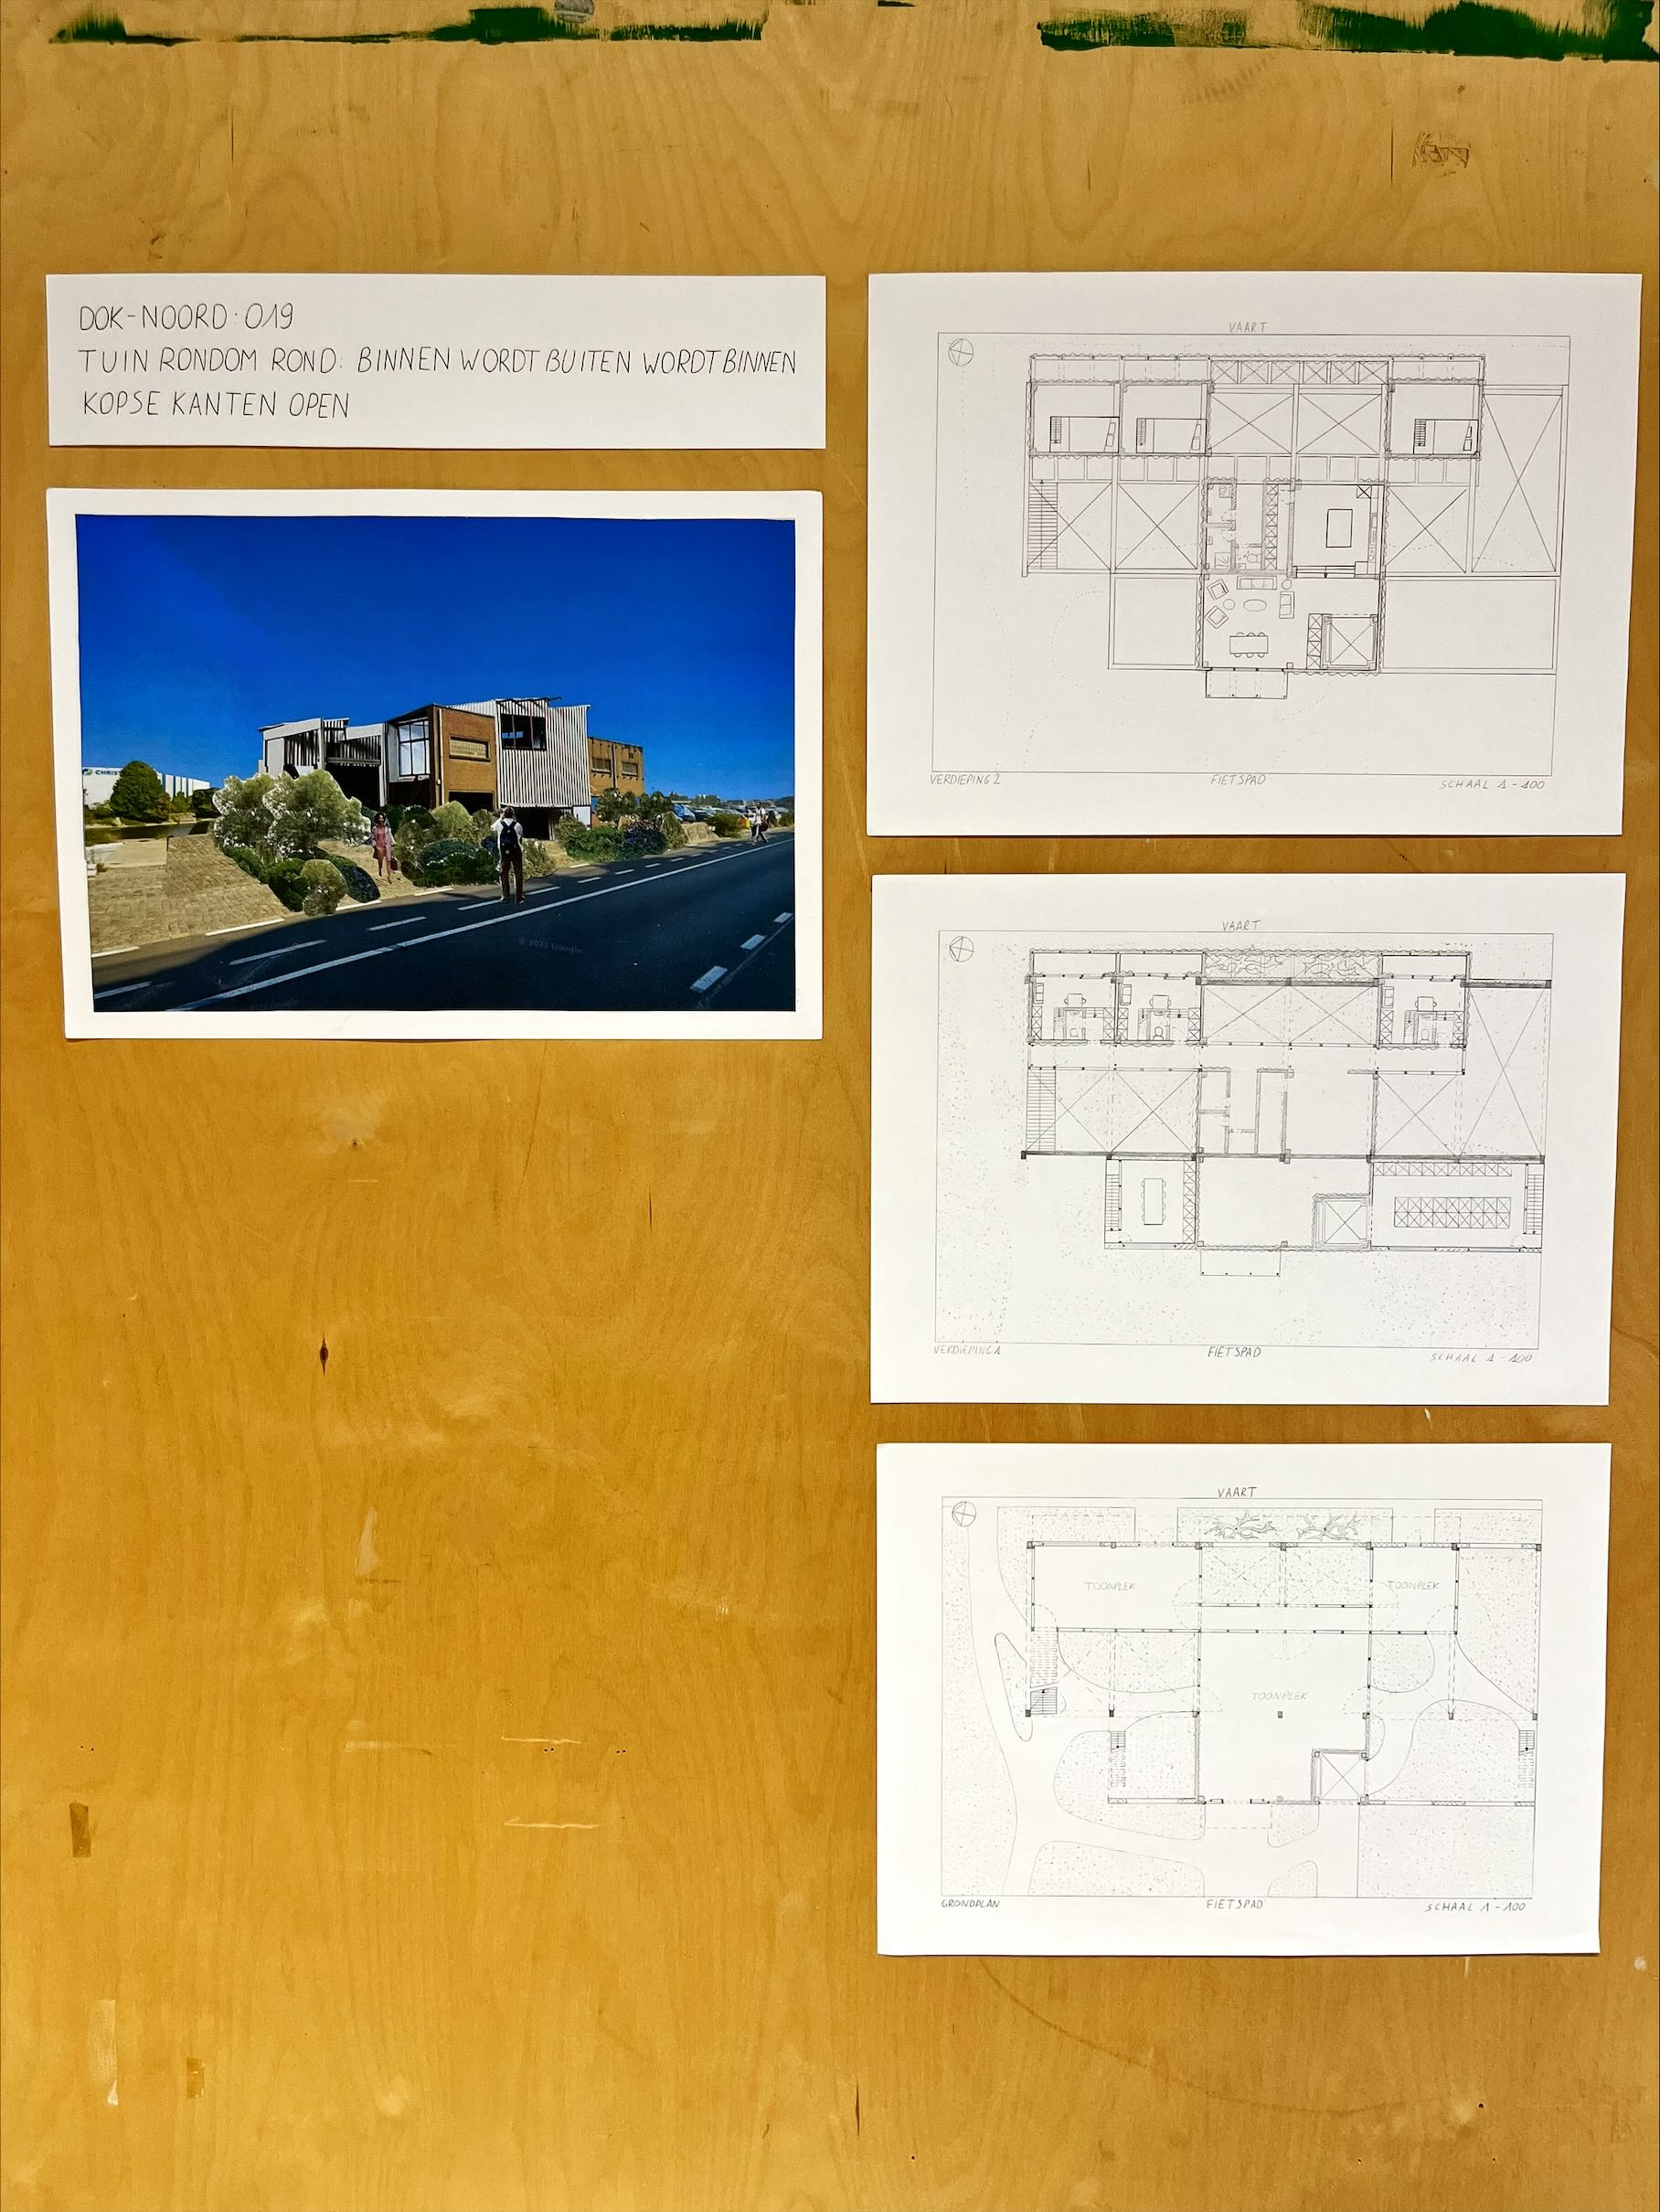 DOK-NOORD: 019
TUIN RONDOM ROND: BINNEN WORDT BUITEN WORDT BINNEN
KOPSE KANTEN OPEN
CHRIST
© 2022 Google
VAART
VERDIEPING 2
FIETSPAD
SCHAAL 1-100
VAART
VERDIEPING 1
FIETSPAD
SCHAAL 1-100
VAART
TOONPLEK
TOONPLEK
TOONPLEK
GRONDPLAN
FIETSPAD
SCHAAL 1-100